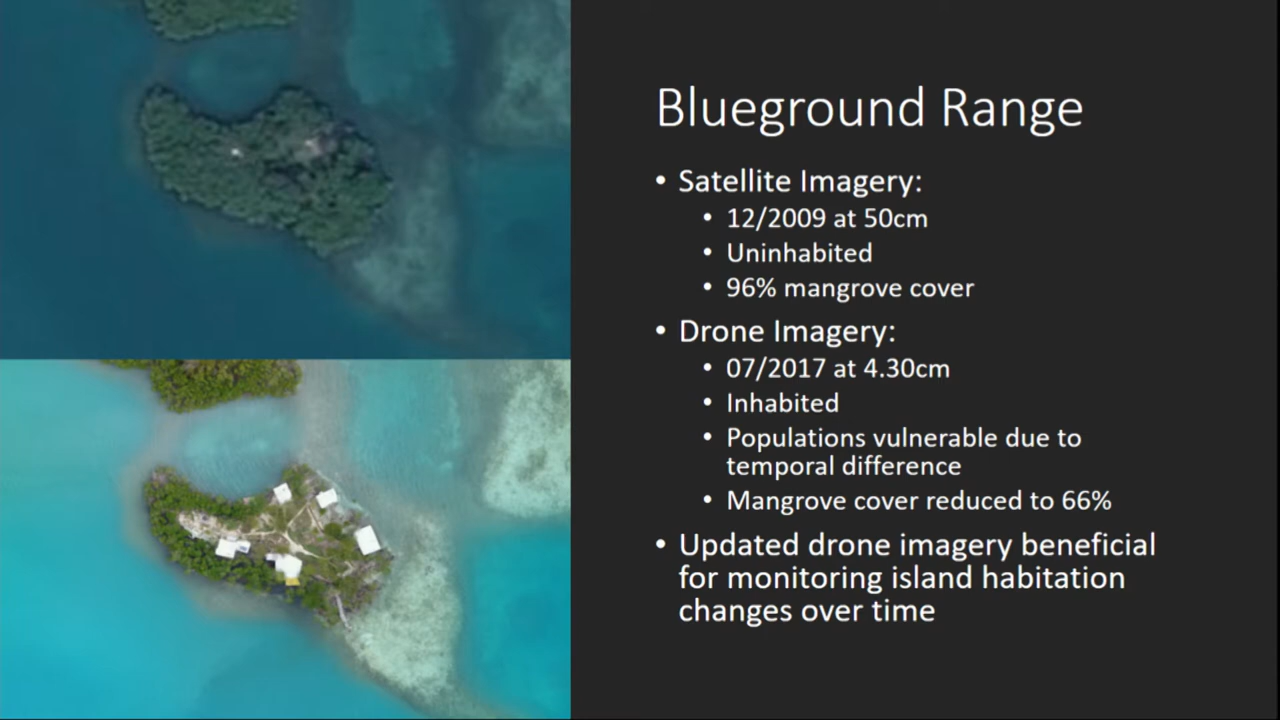 Blueground Range
• Satellite Imagery:
• 12/2009 at 50cm
• Uninhabited
• 96% mangrove cover
• Drone Imagery:
• 07/2017 at 4.30cm
• Inhabited
• Populations vulnerable due to
temporal difference
• Mangrove cover reduced to 66%
• Updated drone imagery beneficial
for monitoring island habitation
changes over time